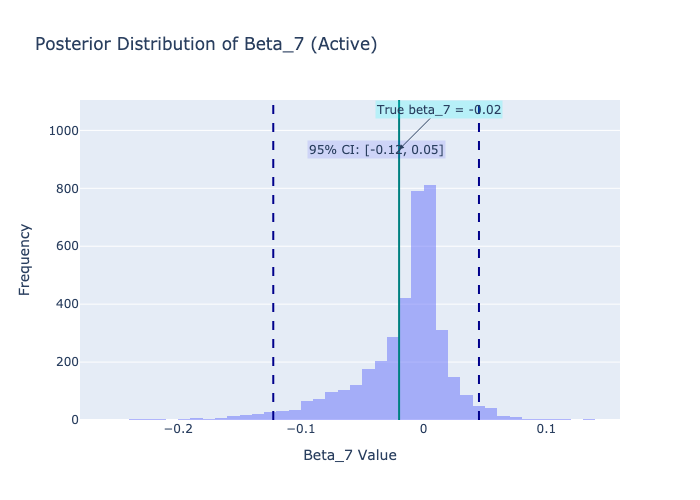 Posterior Distribution of Beta_7 (Active)
True beta_7 = -0.02
95% CI: [-0.12, 0.05]
1000
800
600
400
200
0
Frequency
−0.2
−0.1
0
0.1
Beta_7 Value